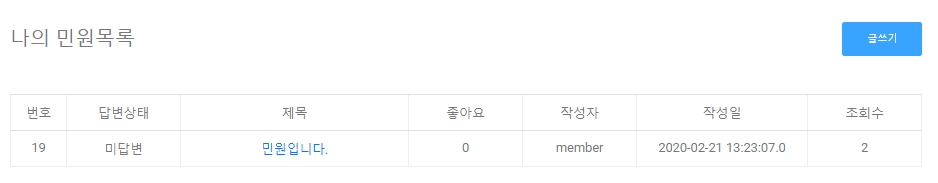 나의 민원목록
글쓰기
번호 답변상태 제목 좋아요 작성자 작성일 조회수
19 미답변 민원입니다. 0 member 2020-02-21 13:23:07.0 2